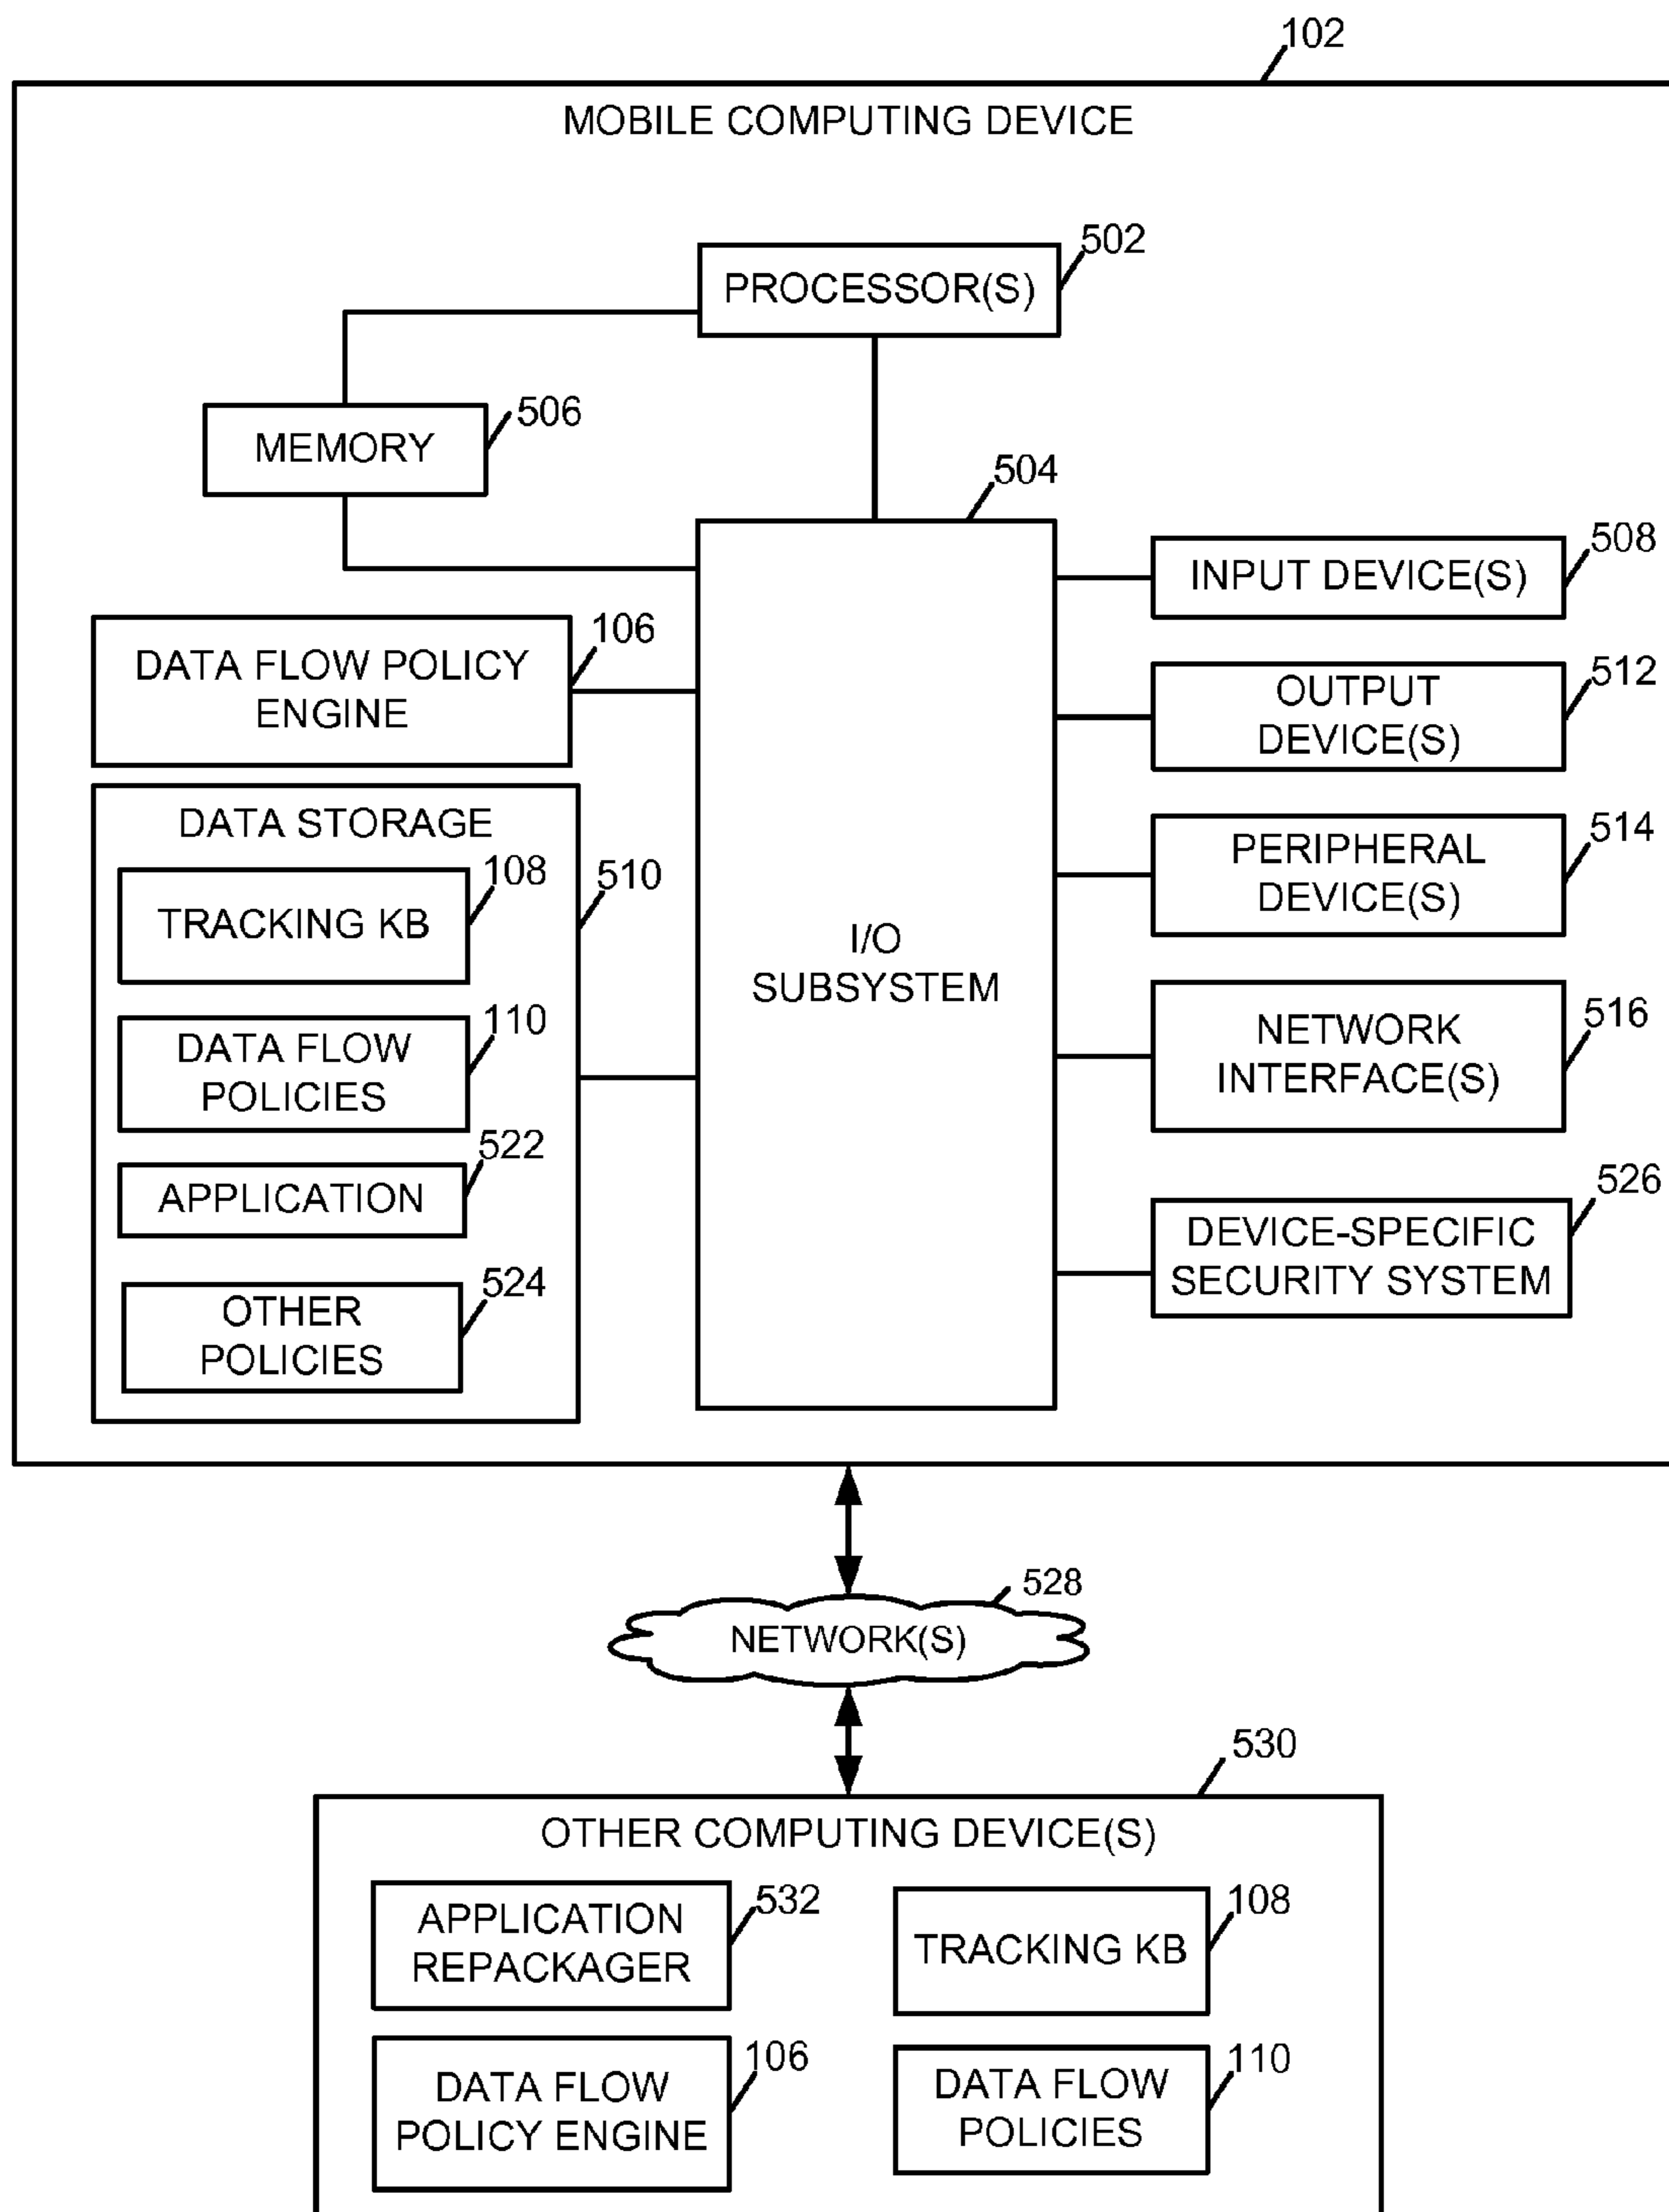 102
MOBILE COMPUTING DEVICE
502
PROCESSOR(S)
506
MEMORY
504
508
INPUT DEVICE(S)
106
DATA FLOW POLICY
ENGINE
512
OUTPUT
DEVICE(S)
DATA STORAGE
510
108
TRACKING KB
514
PERIPHERAL
DEVICE(S)
I/O
SUBSYSTEM
110
DATA FLOW
POLICIES
516
NETWORK
INTERFACE(S)
522
APPLICATION
526
DEVICE-SPECIFIC
SECURITY SYSTEM
524
OTHER
POLICIES
528
NETWORK(S)
530
OTHER COMPUTING DEVICE(S)
532
APPLICATION
REPACKAGER
108
TRACKING KB
106
DATA FLOW
POLICY ENGINE
110
DATA FLOW
POLICIES